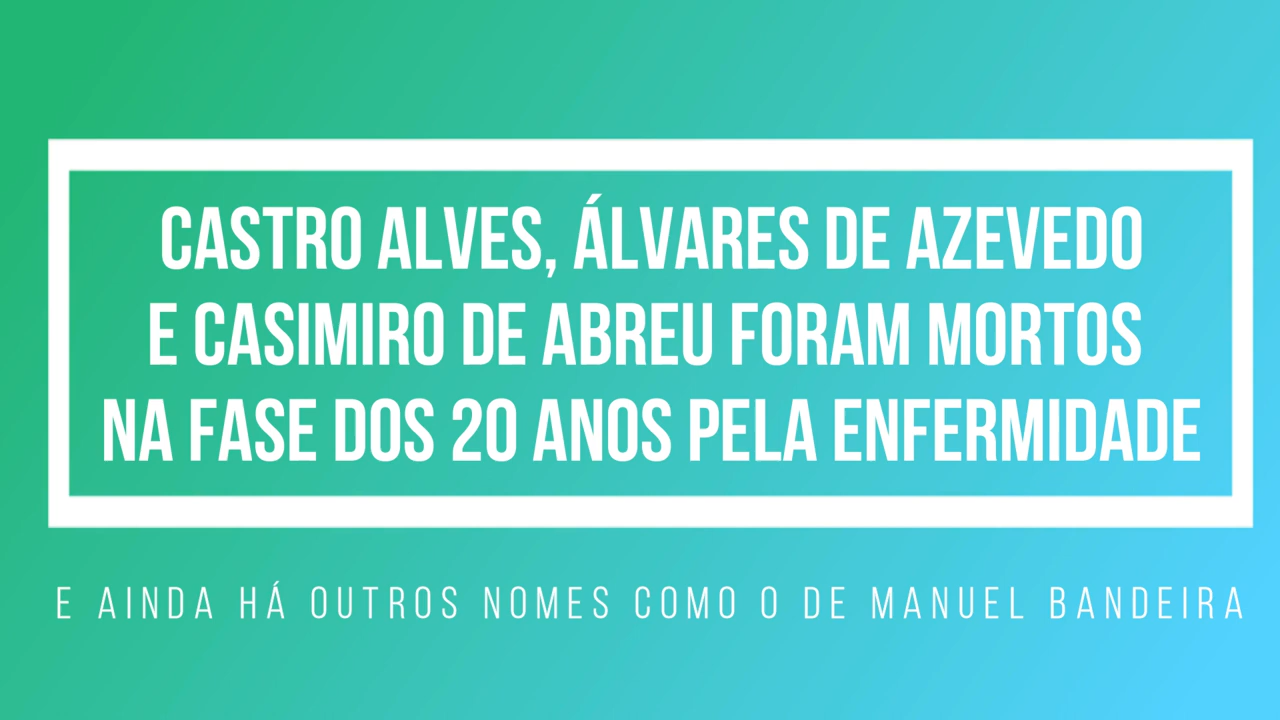 CASTRO ALVES, ÁLVARES DE AZEVEDO
E CASIMIRO DE ABREU FORAM MORTOS
NA FASE DOS 20 ANOS PELA ENFERMIDADE
E AINDA HÁ OUTROS NOMES COMO O DE MANUEL BANDEIRA